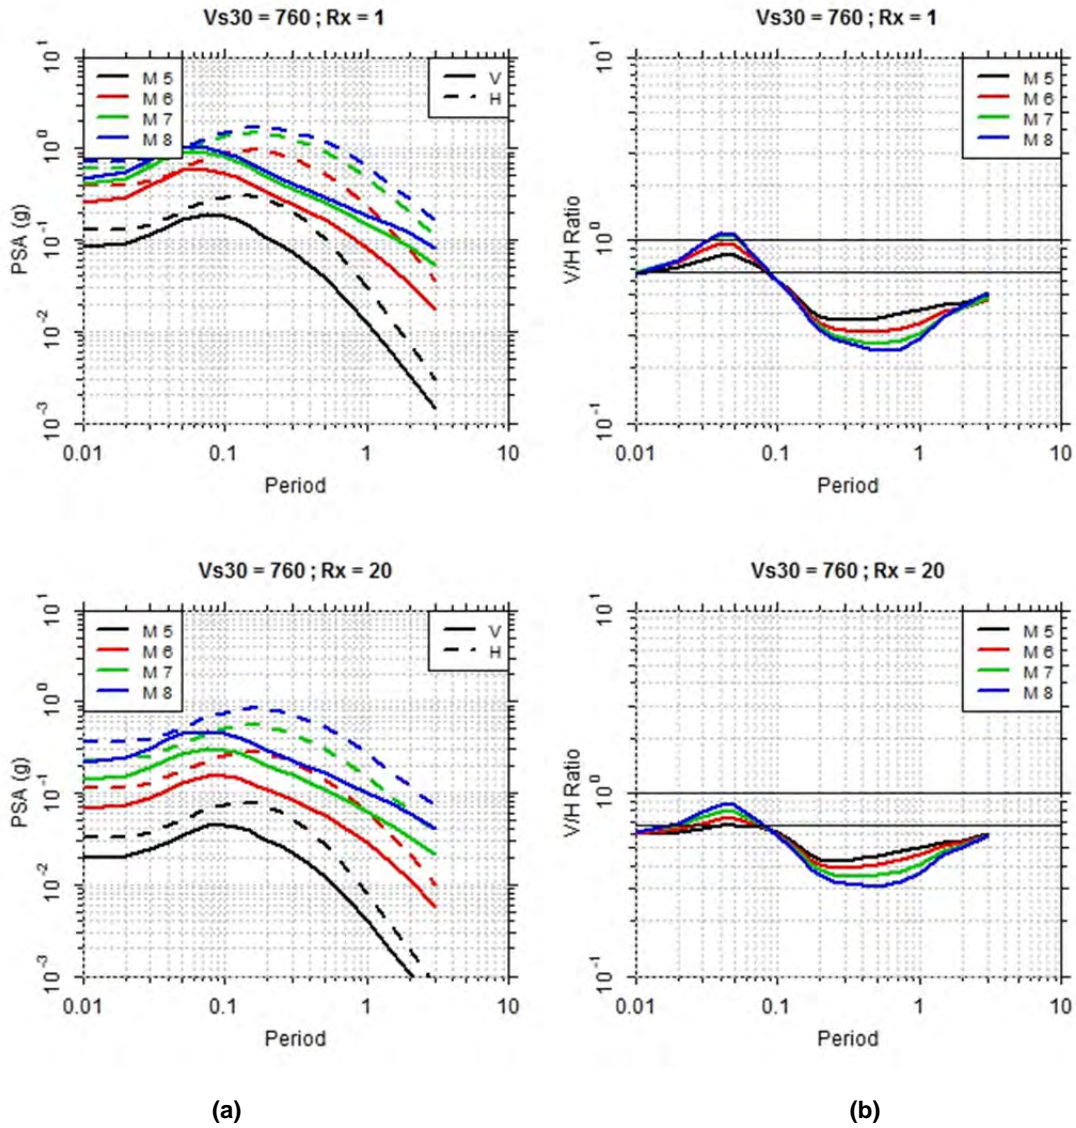 Vs30 = 760 ; Rx = 1
PSA (g)
10^1
10^0
10^-1
10^-2
10^-3
M 5
M 6
M 7
M 8
V
H
0.01 0.1 1 10
Period
Vs30 = 760 ; Rx = 1
V/H Ratio
10^1
10^0
10^-1
M 5
M 6
M 7
M 8
0.01 0.1 1 10
Period
Vs30 = 760 ; Rx = 20
PSA (g)
10^1
10^0
10^-1
10^-2
10^-3
M 5
M 6
M 7
M 8
V
H
0.01 0.1 1 10
Period
Vs30 = 760 ; Rx = 20
V/H Ratio
10^1
10^0
10^-1
M 5
M 6
M 7
M 8
0.01 0.1 1 10
Period
(a)
(b)